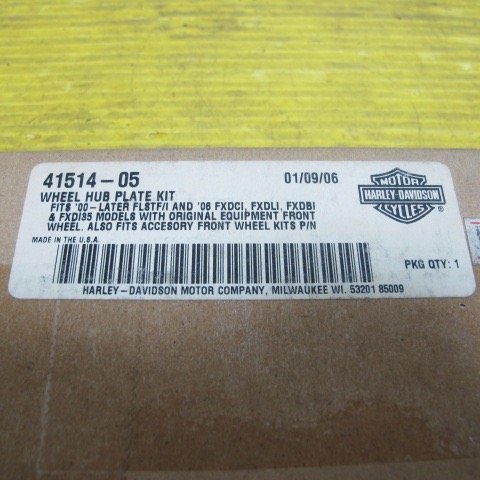 41514-05 01/09/06
WHEEL HUB PLATE KIT
FITS '00-LATER FLSTF/I AND '06 FXDCI, FXDLI, FXDBI
& FXDI35 MODELS WITH ORIGINAL EQUIPMENT FRONT
WHEEL. ALSO FITS ACCESORY FRONT WHEEL KITS P/N
MADE IN THE U.S.A.
PKG QTY: 1
HARLEY-DAVIDSON MOTOR COMPANY, MILWAUKEE WI. 53201 85009
MOTOR
HARLEY-DAVIDSON
CYCLES
®